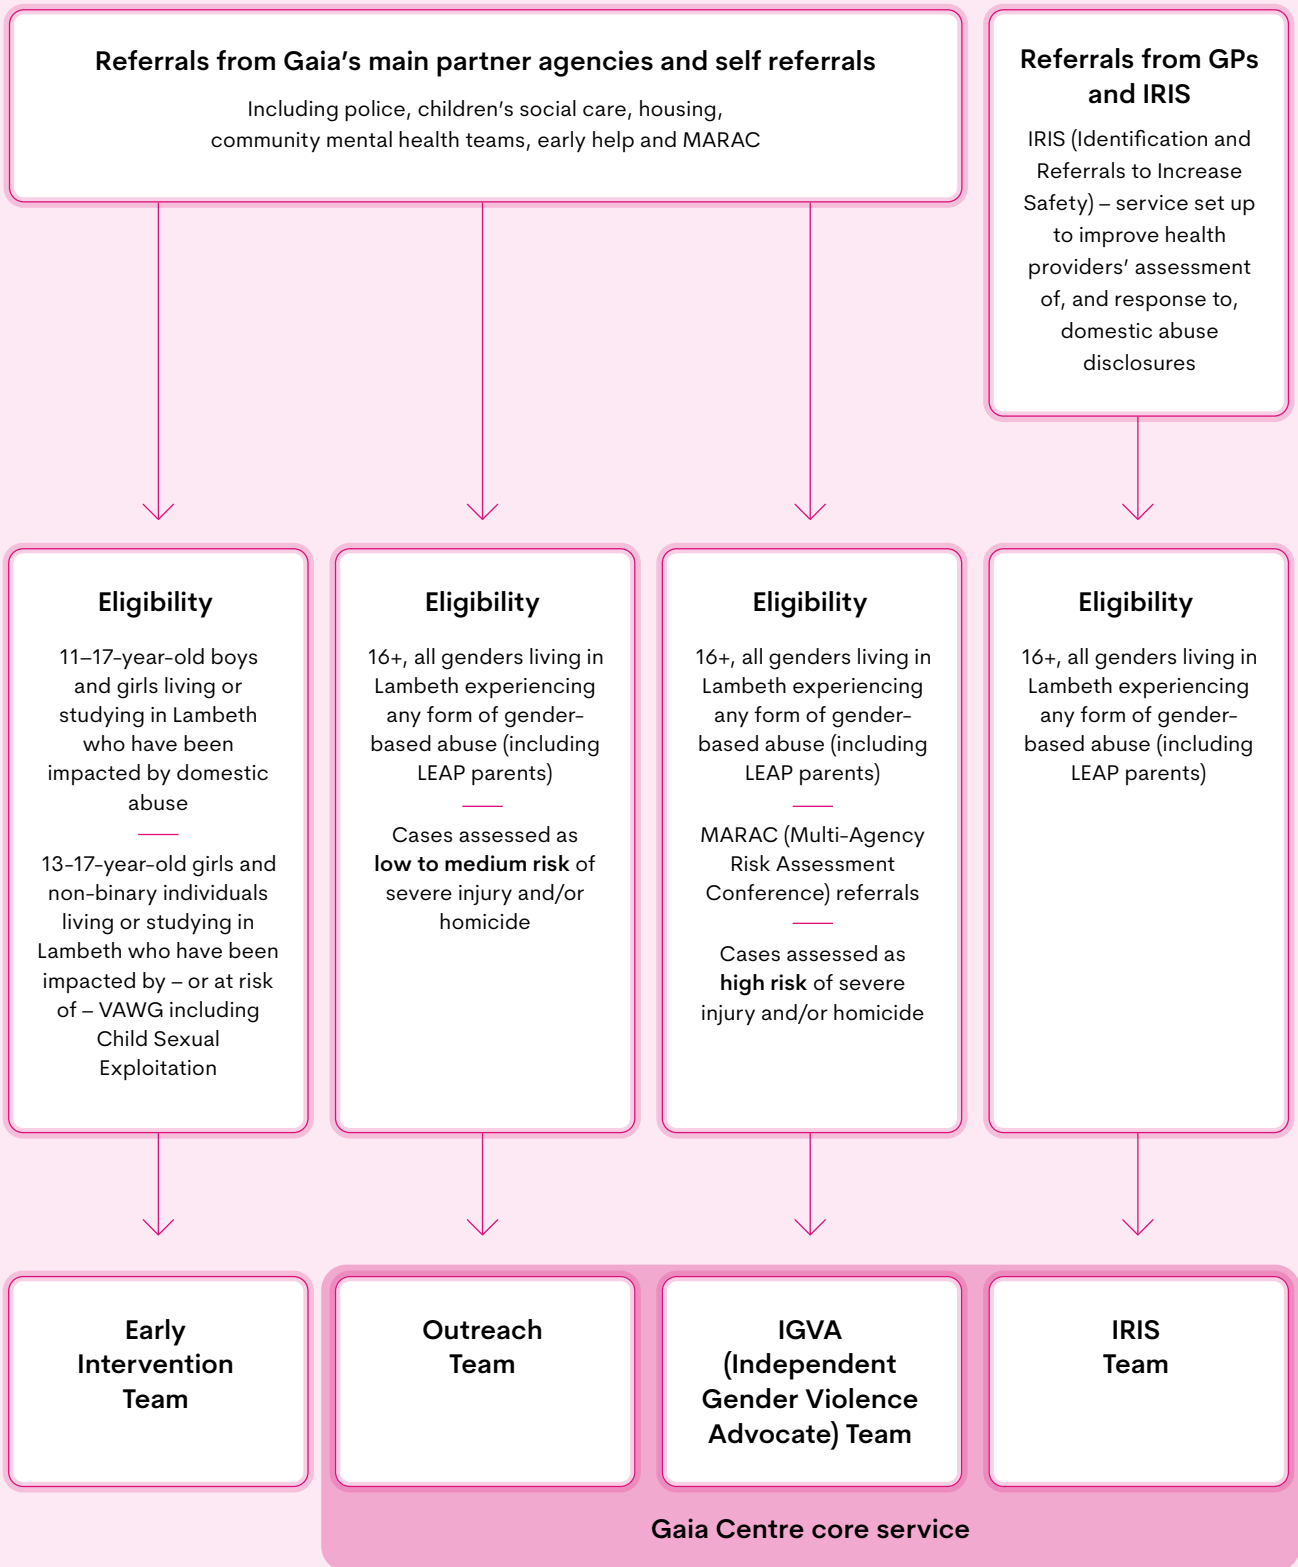 Referrals from Gaia’s main partner agencies and self referrals
Including police, children’s social care, housing,
community mental health teams, early help and MARAC
Referrals from GPs
and IRIS
IRIS (Identification and
Referrals to Increase
Safety) – service set up
to improve health
providers’ assessment
of, and response to,
domestic abuse
disclosures
Eligibility
11–17-year-old boys
and girls living or
studying in Lambeth
who have been
impacted by domestic
abuse
13-17-year-old girls and
non-binary individuals
living or studying in
Lambeth who have been
impacted by – or at risk
of – VAWG including
Child Sexual
Exploitation
Eligibility
16+, all genders living in
Lambeth experiencing
any form of gender-
based abuse (including
LEAP parents)
Cases assessed as
low to medium risk of
severe injury and/or
homicide
Eligibility
16+, all genders living in
Lambeth experiencing
any form of gender-
based abuse (including
LEAP parents)
MARAC (Multi-Agency
Risk Assessment
Conference) referrals
Cases assessed as
high risk of severe
injury and/or homicide
Eligibility
16+, all genders living in
Lambeth experiencing
any form of gender-
based abuse (including
LEAP parents)
Early
Intervention
Team
Outreach
Team
IGVA
(Independent
Gender Violence
Advocate) Team
IRIS
Team
Gaia Centre core service